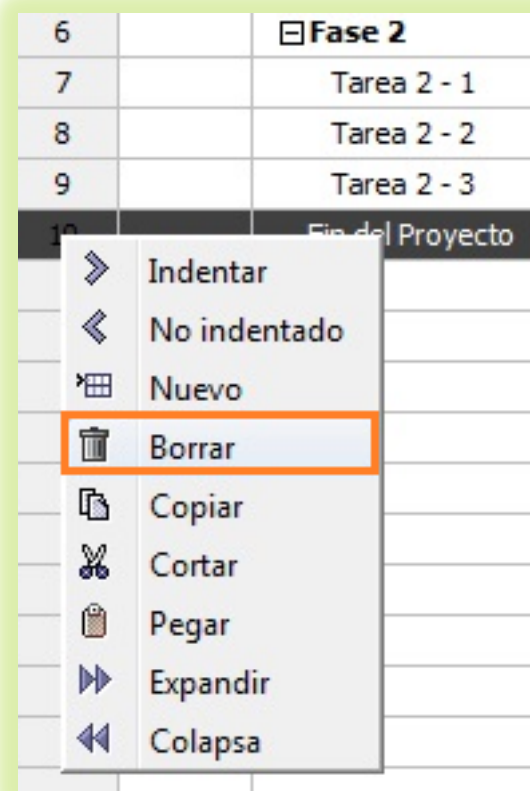 6 Fase 2
7 Tarea 2 - 1
8 Tarea 2 - 2
9 Tarea 2 - 3
10 Fin del Proyecto
Indentar
No indentado
Nuevo
Borrar
Copiar
Cortar
Pegar
Expandir
Colapsa